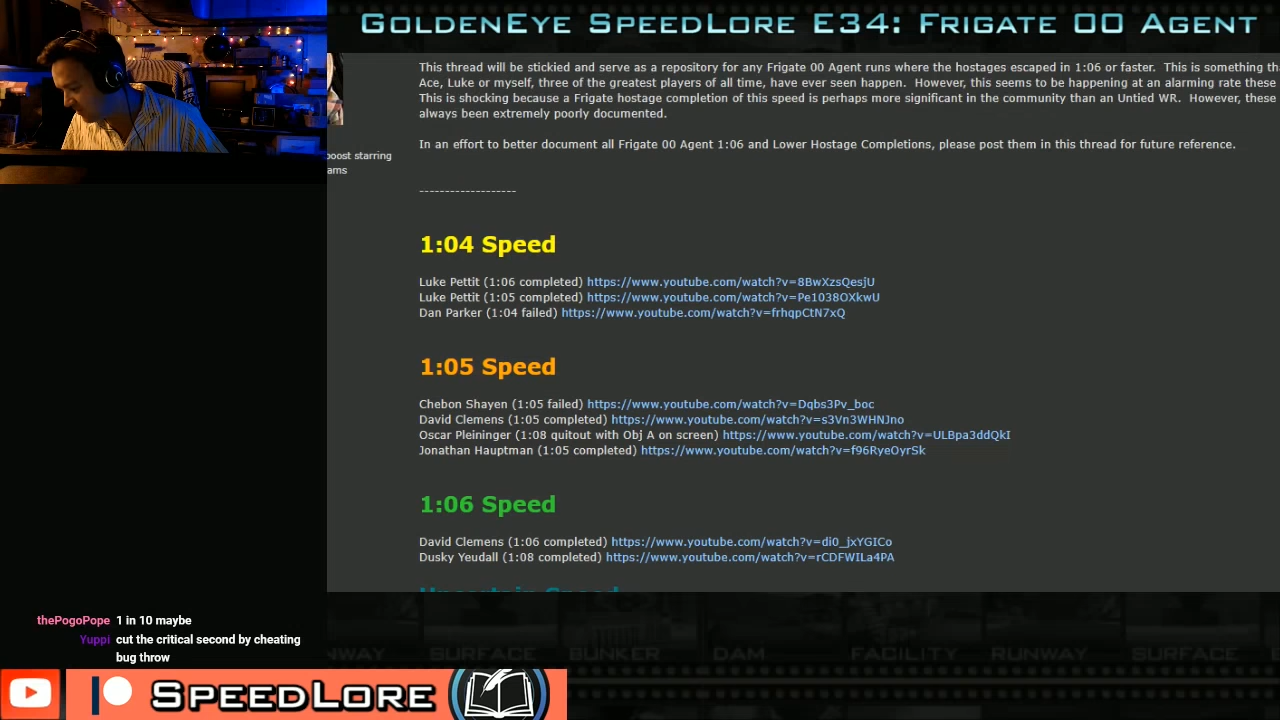 GoldenEye SpeedLore E34: Frigate 00 Agent
This thread will be stickied and serve as a repository for any Frigate 00 Agent runs where the hostages escaped in 1:06 or faster. This is something
Ace, Luke or myself, three of the greatest players of all time, have ever seen happen. However, this seems to be happening at an alarming rate these
This is shocking because a Frigate hostage completion of this speed is perhaps more significant in the community than an Untied WR. However, these
always been extremely poorly documented.
In an effort to better document all Frigate 00 Agent 1:06 and Lower Hostage Completions, please post them in this thread for future reference.
boost starring
ams
-------------------
1:04 Speed
Luke Pettit (1:06 completed) https://www.youtube.com/watch?v=8BwXzsQesjU
Luke Pettit (1:05 completed) https://www.youtube.com/watch?v=Pe1038OXkwU
Dan Parker (1:04 failed) https://www.youtube.com/watch?v=frhqpCtN7xQ
1:05 Speed
Chebon Shayen (1:05 failed) https://www.youtube.com/watch?v=Dqbs3Pv_boc
David Clemens (1:05 completed) https://www.youtube.com/watch?v=s3Vn3WHNJno
Oscar Pleininger (1:08 quitout with Obj A on screen) https://www.youtube.com/watch?v=ULBpa3ddQkI
Jonathan Hauptman (1:05 completed) https://www.youtube.com/watch?v=f96RyeOyrSk
1:06 Speed
David Clemens (1:06 completed) https://www.youtube.com/watch?v=di0_jxYGICo
Dusky Yeudall (1:08 completed) https://www.youtube.com/watch?v=rCDFWILa4PA
Uncertain Speed
thePogoPope 1 in 10 maybe
Yuppi cut the critical second by cheating
bug throw
NWAY SURFACE BUNKER DAM FACILITY RUNWAY SURFACE
SpeedLore